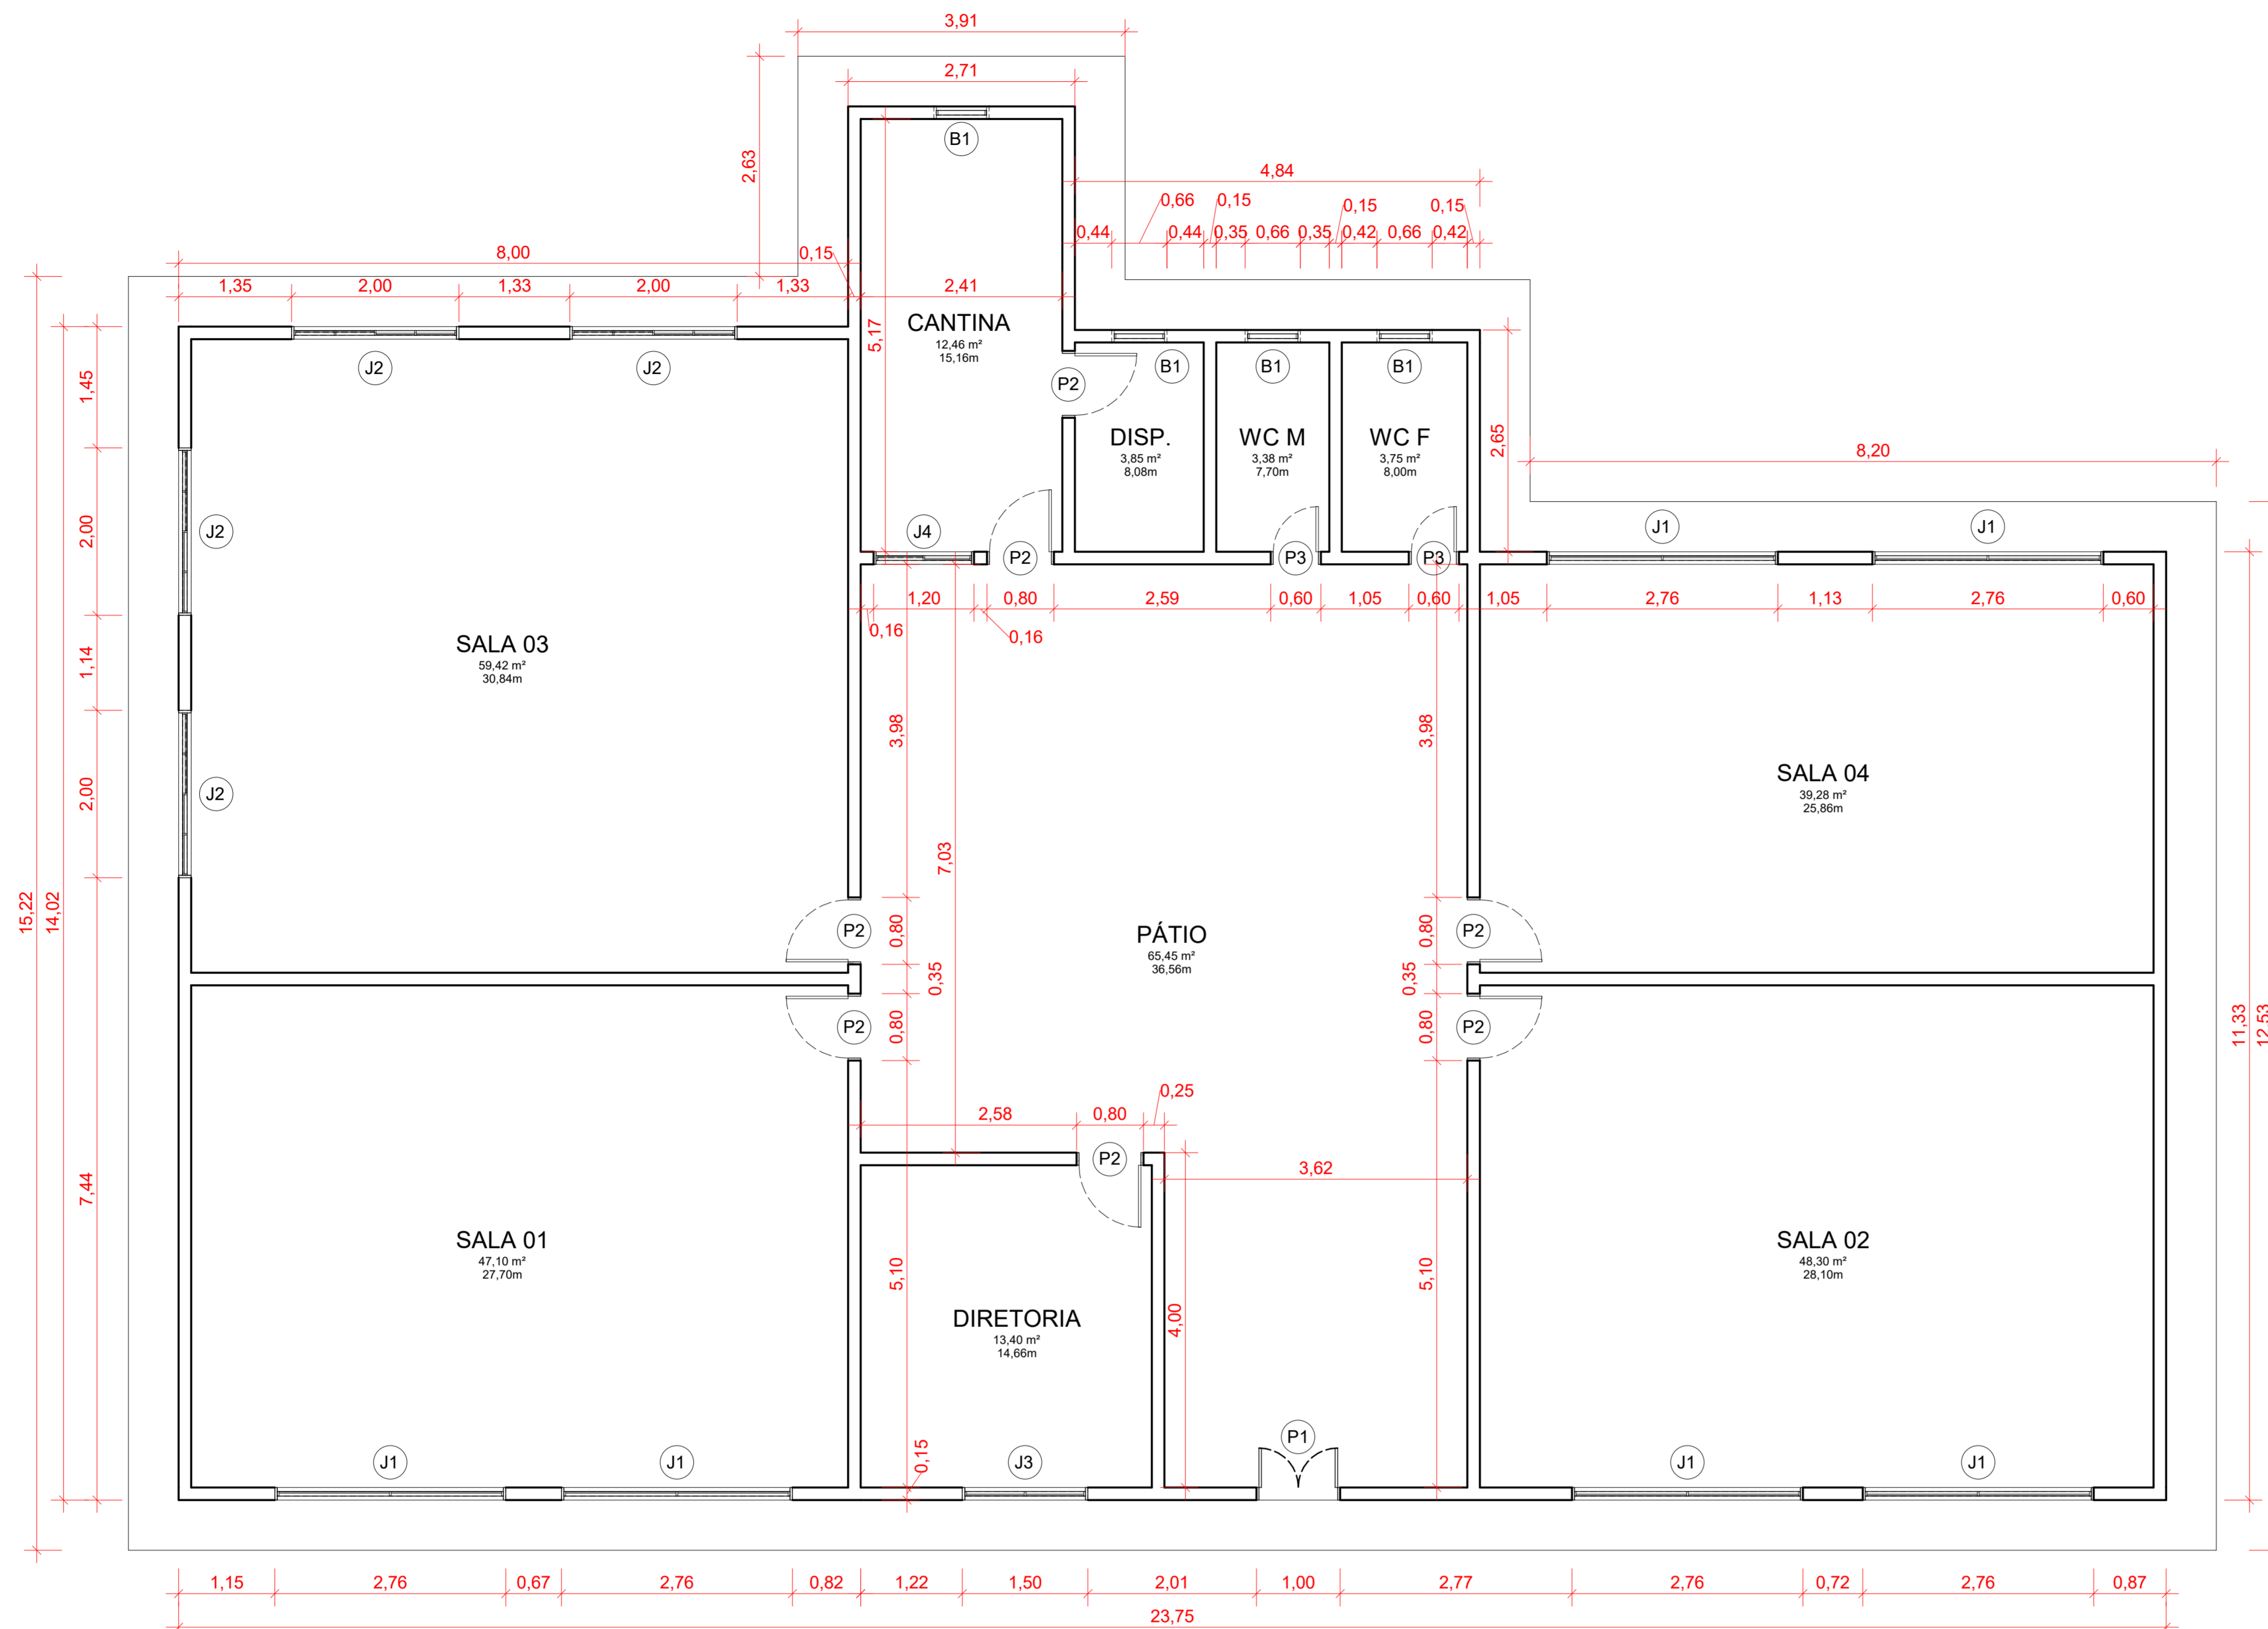 3,91
2,71
B1
2,63
4,84
0,66
0,15
0,15
0,15
0,44
0,44
0,35
0,66
0,35
0,42
0,66
0,42
8,00
0,15
1,35
2,00
1,33
2,00
1,33
2,41
CANTINA
12,46 m²
15,16m
5,17
J2
J2
P2
B1
B1
B1
1,45
DISP.
3,85 m²
8,08m
WC M
3,38 m²
7,70m
WC F
3,75 m²
8,00m
2,65
8,20
2,00
J2
J4
P2
P3
P3
J1
J1
1,20
0,80
2,59
0,60
1,05
0,60
1,05
2,76
1,13
2,76
0,60
0,16
0,16
SALA 03
59,42 m²
30,84m
1,14
3,98
3,98
2,00
J2
SALA 04
39,28 m²
25,86m
7,03
15,22
14,02
P2
0,80
PÁTIO
65,45 m²
36,56m
0,80
P2
0,35
0,35
P2
0,80
0,80
P2
11,33
12,53
0,25
2,58
0,80
P2
3,62
7,44
SALA 01
47,10 m²
27,70m
SALA 02
48,30 m²
28,10m
5,10
5,10
DIRETORIA
13,40 m²
14,66m
4,00
P1
0,15
J1
J1
J3
J1
J1
1,15
2,76
0,67
2,76
0,82
1,22
1,50
2,01
1,00
2,77
2,76
0,72
2,76
0,87
23,75